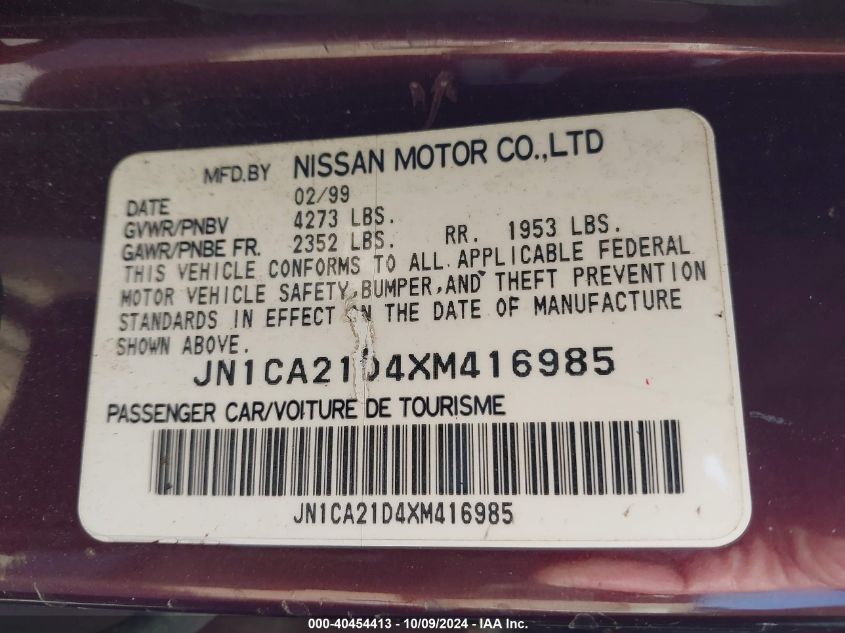 MFD.BY NISSAN MOTOR CO.,LTD
DATE 02/99
GVWR/PNBV 4273 LBS.
GAWR/PNBE FR. 2352 LBS. RR. 1953 LBS.
THIS VEHICLE CONFORMS TO ALL APPLICABLE FEDERAL
MOTOR VEHICLE SAFETY,BUMPER,AND THEFT PREVENTION
STANDARDS IN EFFECT ON THE DATE OF MANUFACTURE
SHOWN ABOVE.
JN1CA21D4XM416985
PASSENGER CAR/VOITURE DE TOURISME
JN1CA21D4XM416985
000-40454413 - 10/09/2024 - IAA Inc.